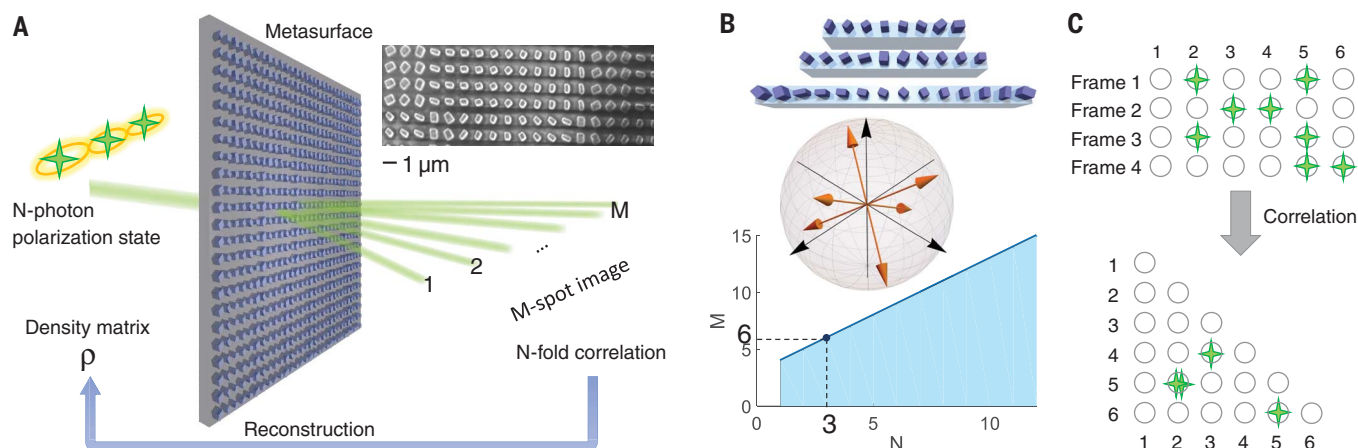 A
Metasurface
1 μm
N-photon
polarization state
M
...
2
1
M-spot image
Density matrix
ρ
N-fold correlation
Reconstruction
B
15
10
M
6
5
0
3
5
10
N
C
1 2 3 4 5 6
Frame 1
Frame 2
Frame 3
Frame 4
Correlation
1
2
3
4
5
6
1 2 3 4 5 6